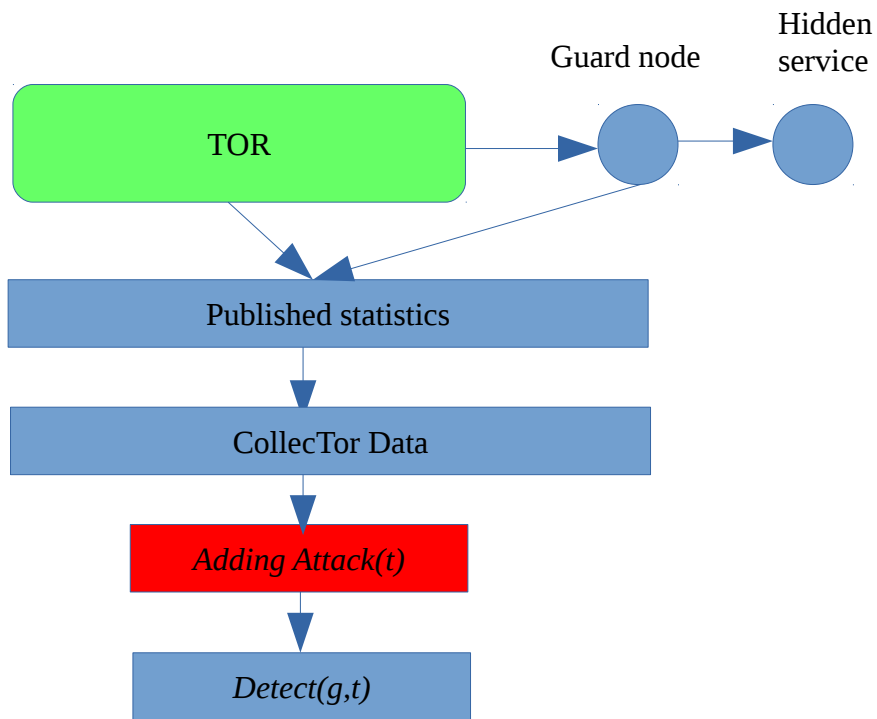 Hidden
service
Guard node
TOR
Published statistics
CollecTor Data
Adding Attack(t)
Detect(g,t)